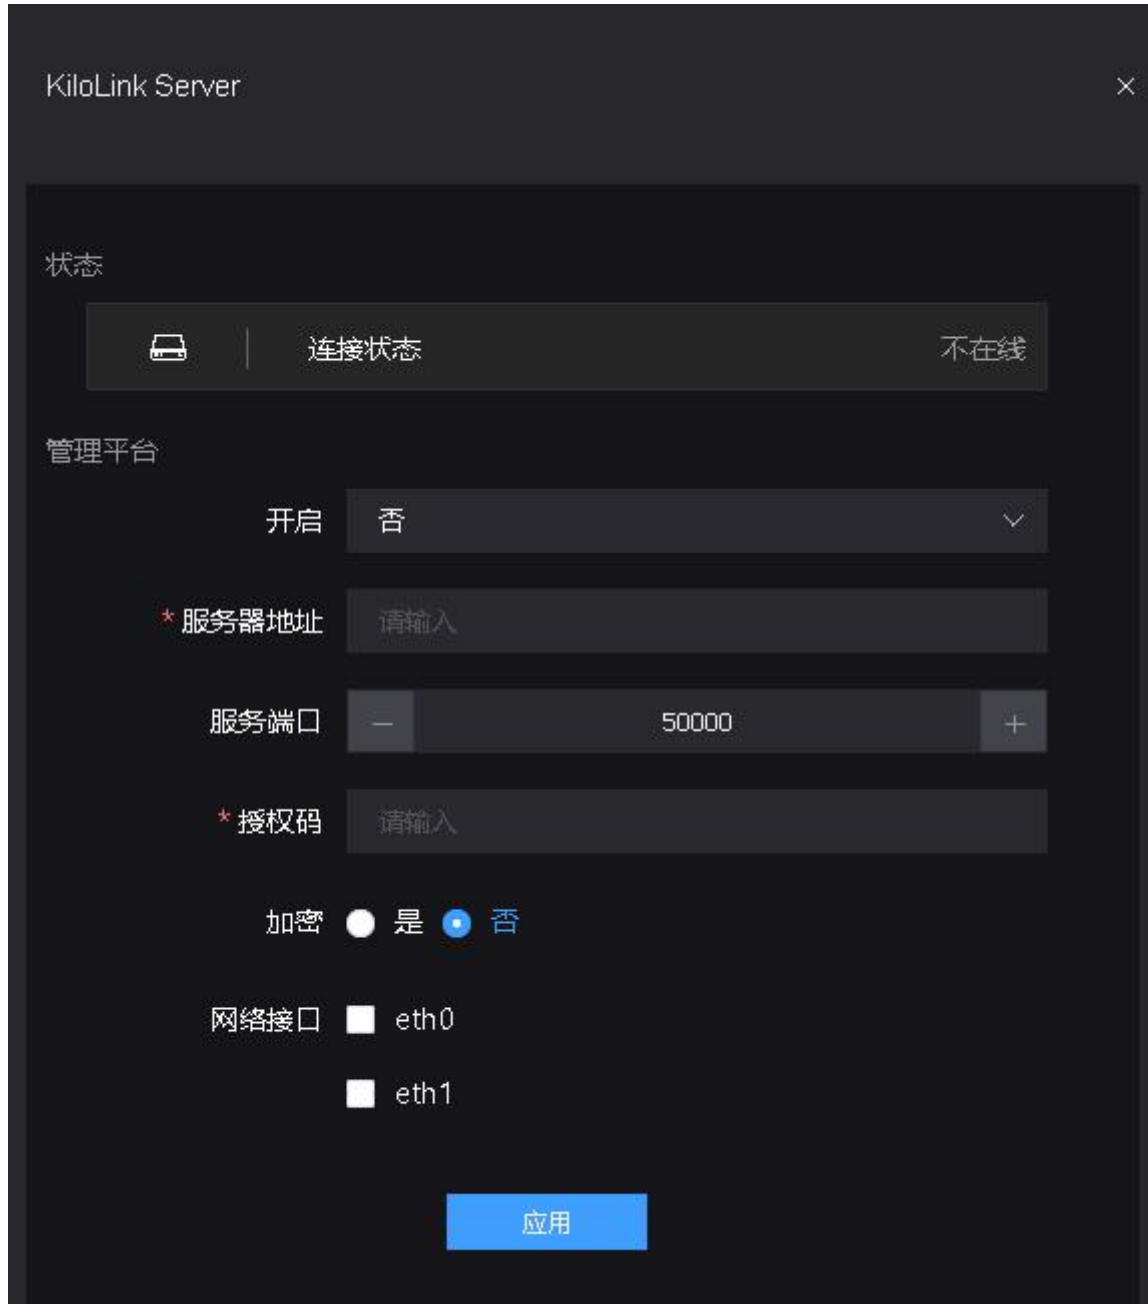 KiloLink Server
状态
连接状态 不在线
管理平台
开启 否
* 服务器地址 请输入
服务端口 − 50000 +
* 授权码 请输入
加密 是 否
网络接口 eth0
eth1
应用